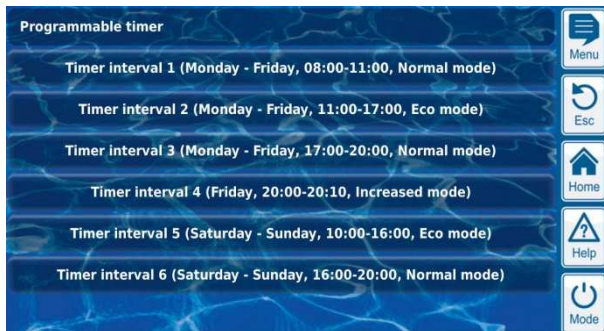 Programmable timer
Timer interval 1 (Monday - Friday, 08:00-11:00, Normal mode)
Timer interval 2 (Monday - Friday, 11:00-17:00, Eco mode)
Timer interval 3 (Monday - Friday, 17:00-20:00, Normal mode)
Timer interval 4 (Friday, 20:00-20:10, Increased mode)
Timer interval 5 (Saturday - Sunday, 10:00-16:00, Eco mode)
Timer interval 6 (Saturday - Sunday, 16:00-20:00, Normal mode)
Menu
Esc
Home
?
Help
Mode